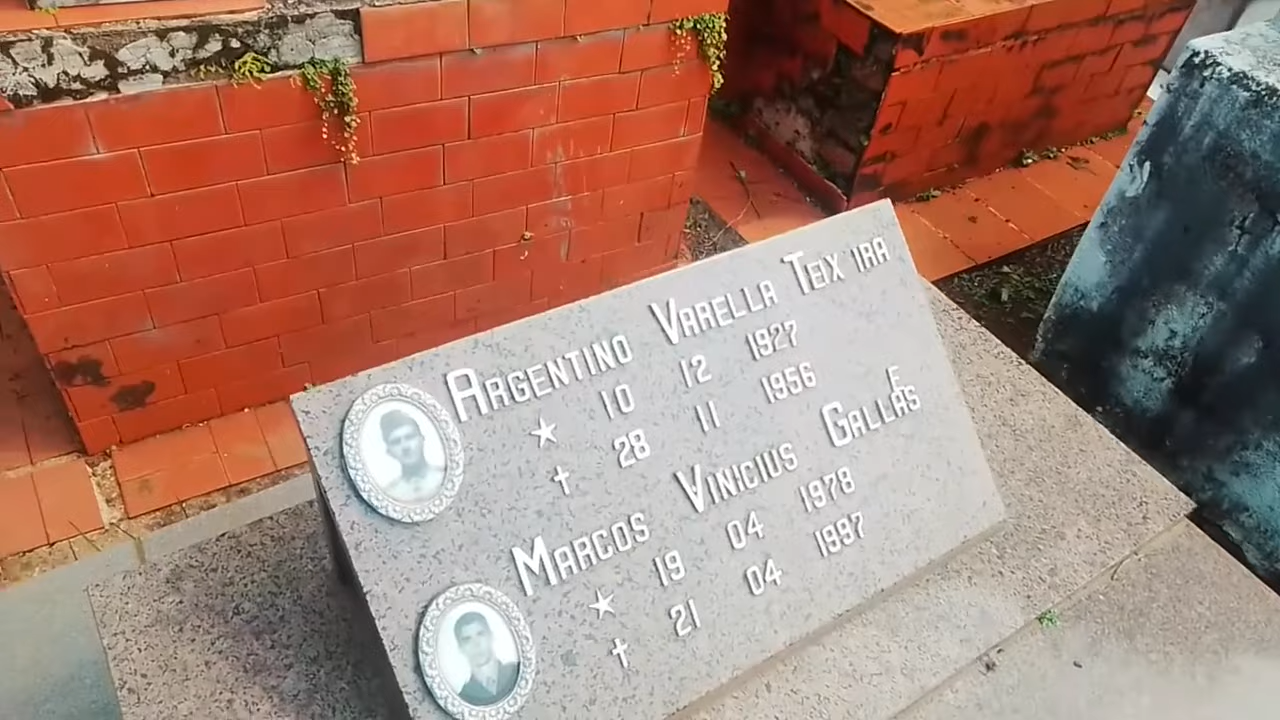 ARGENTINO VARELLA TEIX IRA
★ 10 12 1927
✝ 28 11 1956
E
MARCOS VINICIUS GALLAS
★ 19 04 1978
✝ 21 04 1997